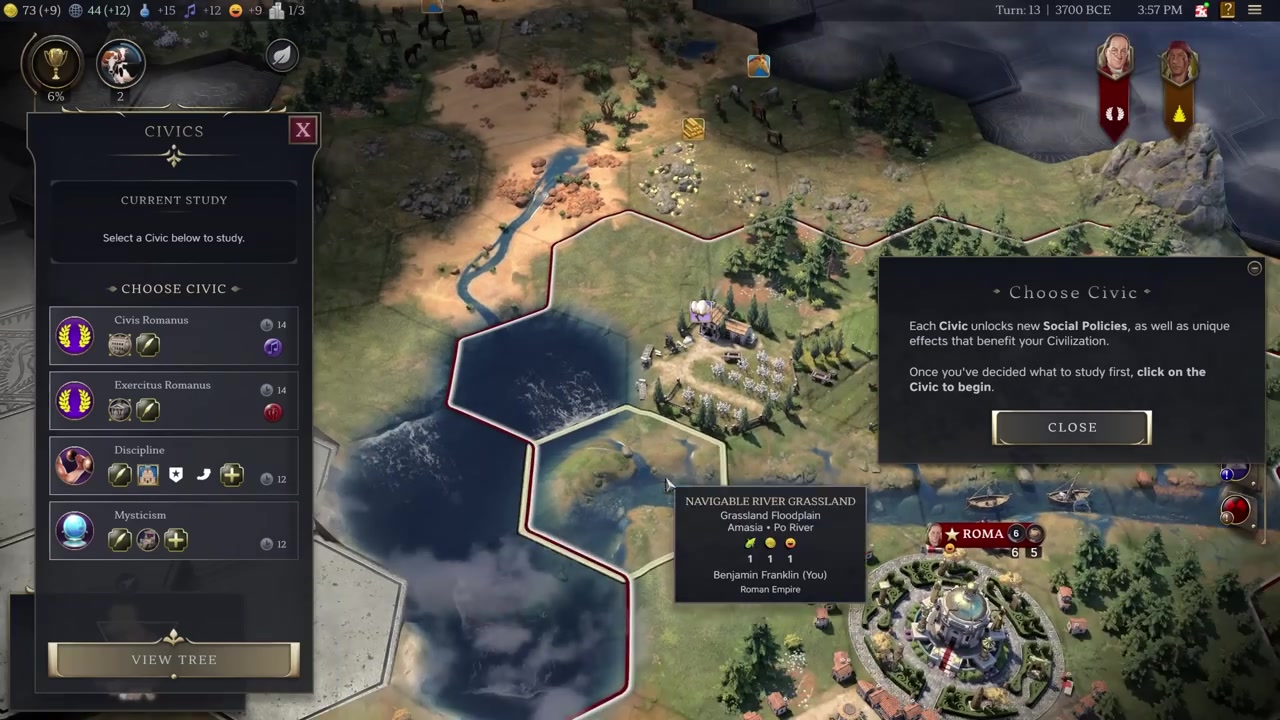 73 (+9) 44 (+12) +15 +12 +9 1/3
Turn: 13 | 3700 BCE 3:57 PM
6% 2
CIVICS X
CURRENT STUDY
Select a Civic below to study.
CHOOSE CIVIC
Civis Romanus 14
Exercitus Romanus 14
Discipline
12
Mysticism
12
VIEW TREE
Choose Civic
Each Civic unlocks new Social Policies, as well as unique
effects that benefit your Civilization.
Once you've decided what to study first, click on the
Civic to begin.
CLOSE
NAVIGABLE RIVER GRASSLAND
Grassland Floodplain
Amasia • Po River
1 1 1
Benjamin Franklin (You)
Roman Empire
ROMA 6
6 5